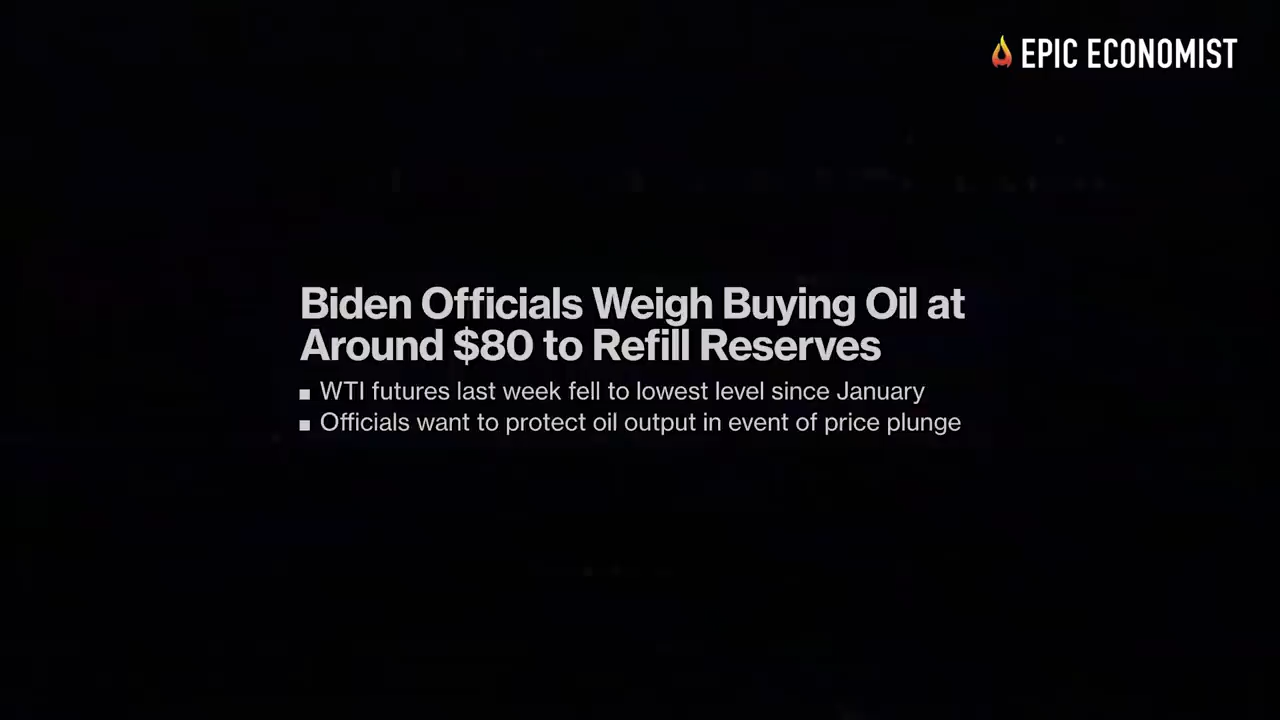 EPIC ECONOMIST
Biden Officials Weigh Buying Oil at
Around $80 to Refill Reserves
■ WTI futures last week fell to lowest level since January
■ Officials want to protect oil output in event of price plunge